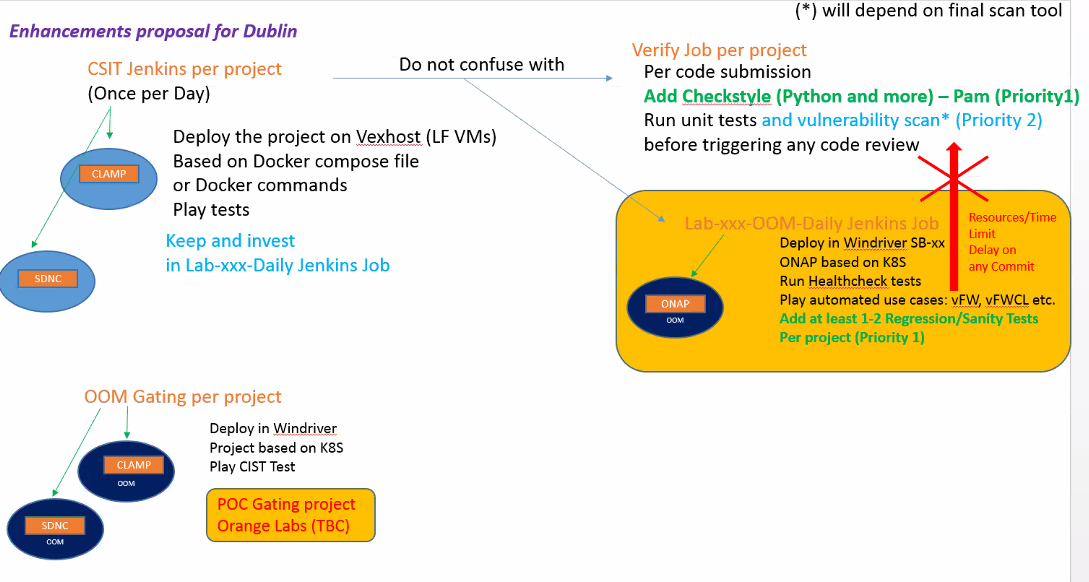 (*) will depend on final scan tool
Enhancements proposal for Dublin
CSIT Jenkins per project
(Once per Day)
Do not confuse with
Verify Job per project
Per code submission
Add Checkstyle (Python and more) – Pam (Priority1)
Run unit tests and vulnerability scan* (Priority 2)
before triggering any code review
Deploy the project on Vexhost (LF VMs)
Based on Docker compose file
or Docker commands
Play tests
CLAMP
Keep and invest
in Lab-xxx-Daily Jenkins Job
SDNC
Lab-xxx-OOM-Daily Jenkins Job
Deploy in Windriver SB-xx
ONAP based on K8S
Run Healthcheck tests
Play automated use cases: vFW, vFWCL etc.
Add at least 1-2 Regression/Sanity Tests
Per project (Priority 1)
Resources/Time
Limit
Delay on
any Commit
ONAP
OOM
OOM Gating per project
Deploy in Windriver
Project based on K8S
Play CIST Test
CLAMP
OOM
POC Gating project
Orange Labs (TBC)
SDNC
OOM